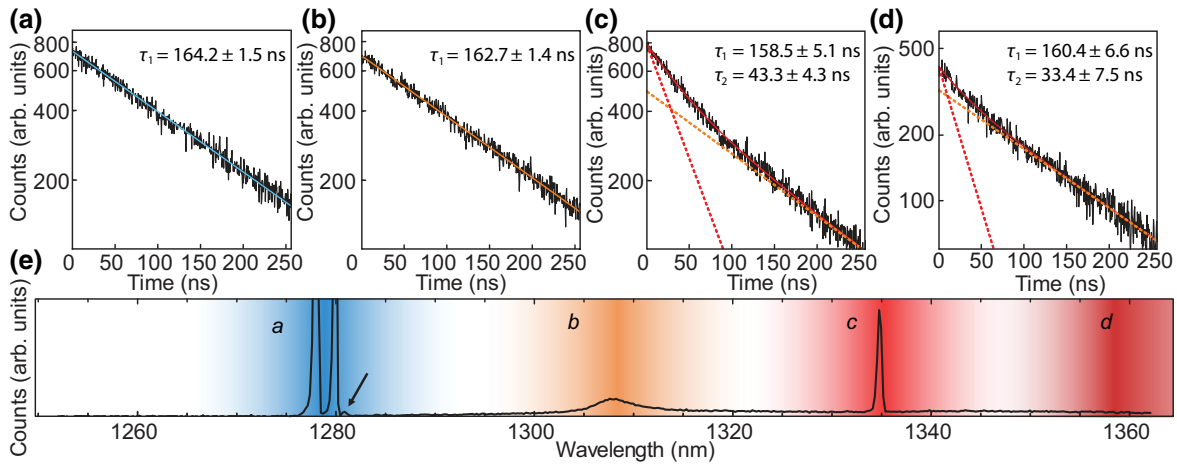 (a)
Counts (arb. units)
800
600
400
200
τ1 = 164.2 ± 1.5 ns
0 50 100 150 200 250
Time (ns)
(b)
Counts (arb. units)
800
600
400
200
τ1 = 162.7 ± 1.4 ns
0 50 100 150 200 250
Time (ns)
(c)
Counts (arb. units)
800
600
400
200
τ1 = 158.5 ± 5.1 ns
τ2 = 43.3 ± 4.3 ns
0 50 100 150 200 250
Time (ns)
(d)
Counts (arb. units)
500
200
100
τ1 = 160.4 ± 6.6 ns
τ2 = 33.4 ± 7.5 ns
0 50 100 150 200 250
Time (ns)
(e)
Counts (arb. units)
a
b
c
d
1260 1280 1300 1320 1340 1360
Wavelength (nm)